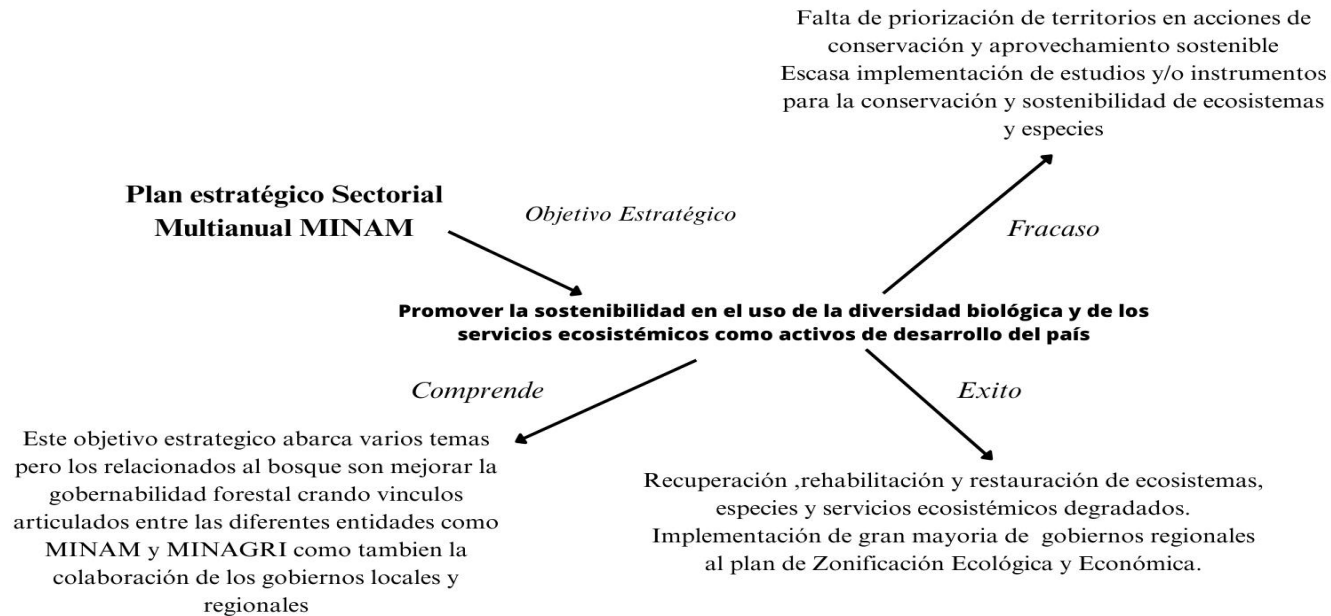 Falta de priorización de territorios en acciones de
conservación y aprovechamiento sostenible
Escasa implementación de estudios y/o instrumentos
para la conservación y sostenibilidad de ecosistemas
y especies
Plan estratégico Sectorial
Multianual MINAM
Objetivo Estratégico
Fracaso
Promover la sostenibilidad en el uso de la diversidad biológica y de los
servicios ecosistémicos como activos de desarrollo del país
Comprende
Exito
Este objetivo estrategico abarca varios temas
pero los relacionados al bosque son mejorar la
gobernabilidad forestal crando vinculos
articulados entre las diferentes entidades como
MINAM y MINAGRI como tambien la
colaboración de los gobiernos locales y
regionales
Recuperación ,rehabilitación y restauración de ecosistemas,
especies y servicios ecosistémicos degradados.
Implementación de gran mayoria de gobiernos regionales
al plan de Zonificación Ecológica y Económica.